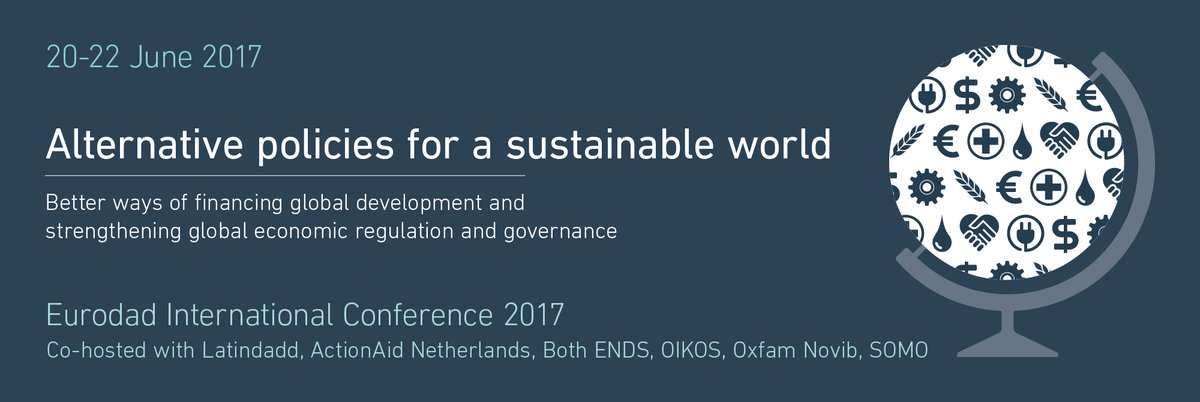 20-22 June 2017
Alternative policies for a sustainable world
Better ways of financing global development and
strengthening global economic regulation and governance
Eurodad International Conference 2017
Co-hosted with Latindadd, ActionAid Netherlands, Both ENDS, OIKOS, Oxfam Novib, SOMO